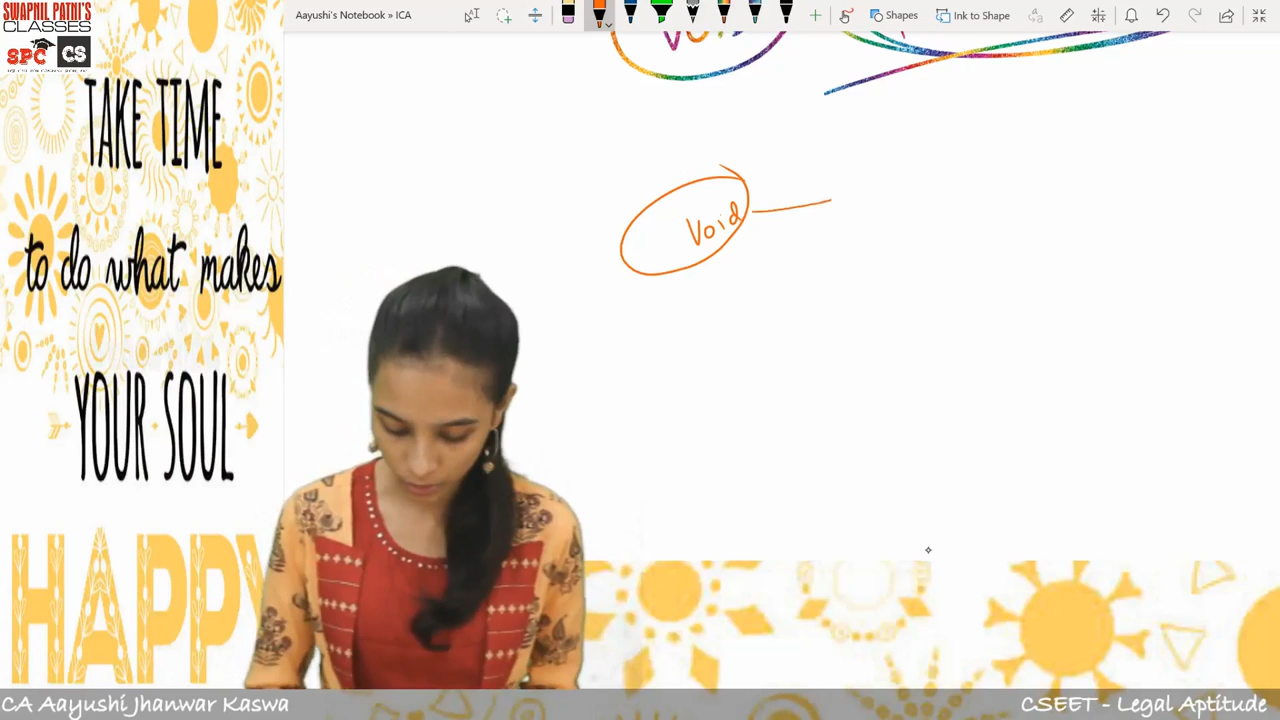 SWAPNIL PATNI'S
CLASSES
SPC CS
Aayushi's Notebook » ICA
Shapes
Ink to Shape
Void
TAKE TIME
to do what makes
YOUR SOUL
HAPPY
Void
CA Aayushi Jhanwar Kaswa
CSEET - Legal Aptitude